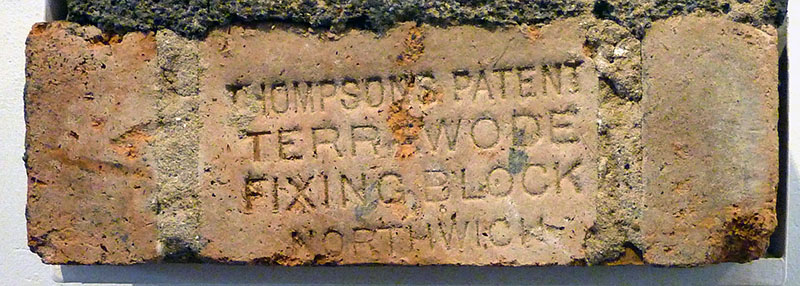 THOMPSON'S PATENT
TERRAWODE
FIXING BLOCK
NORTHWICH